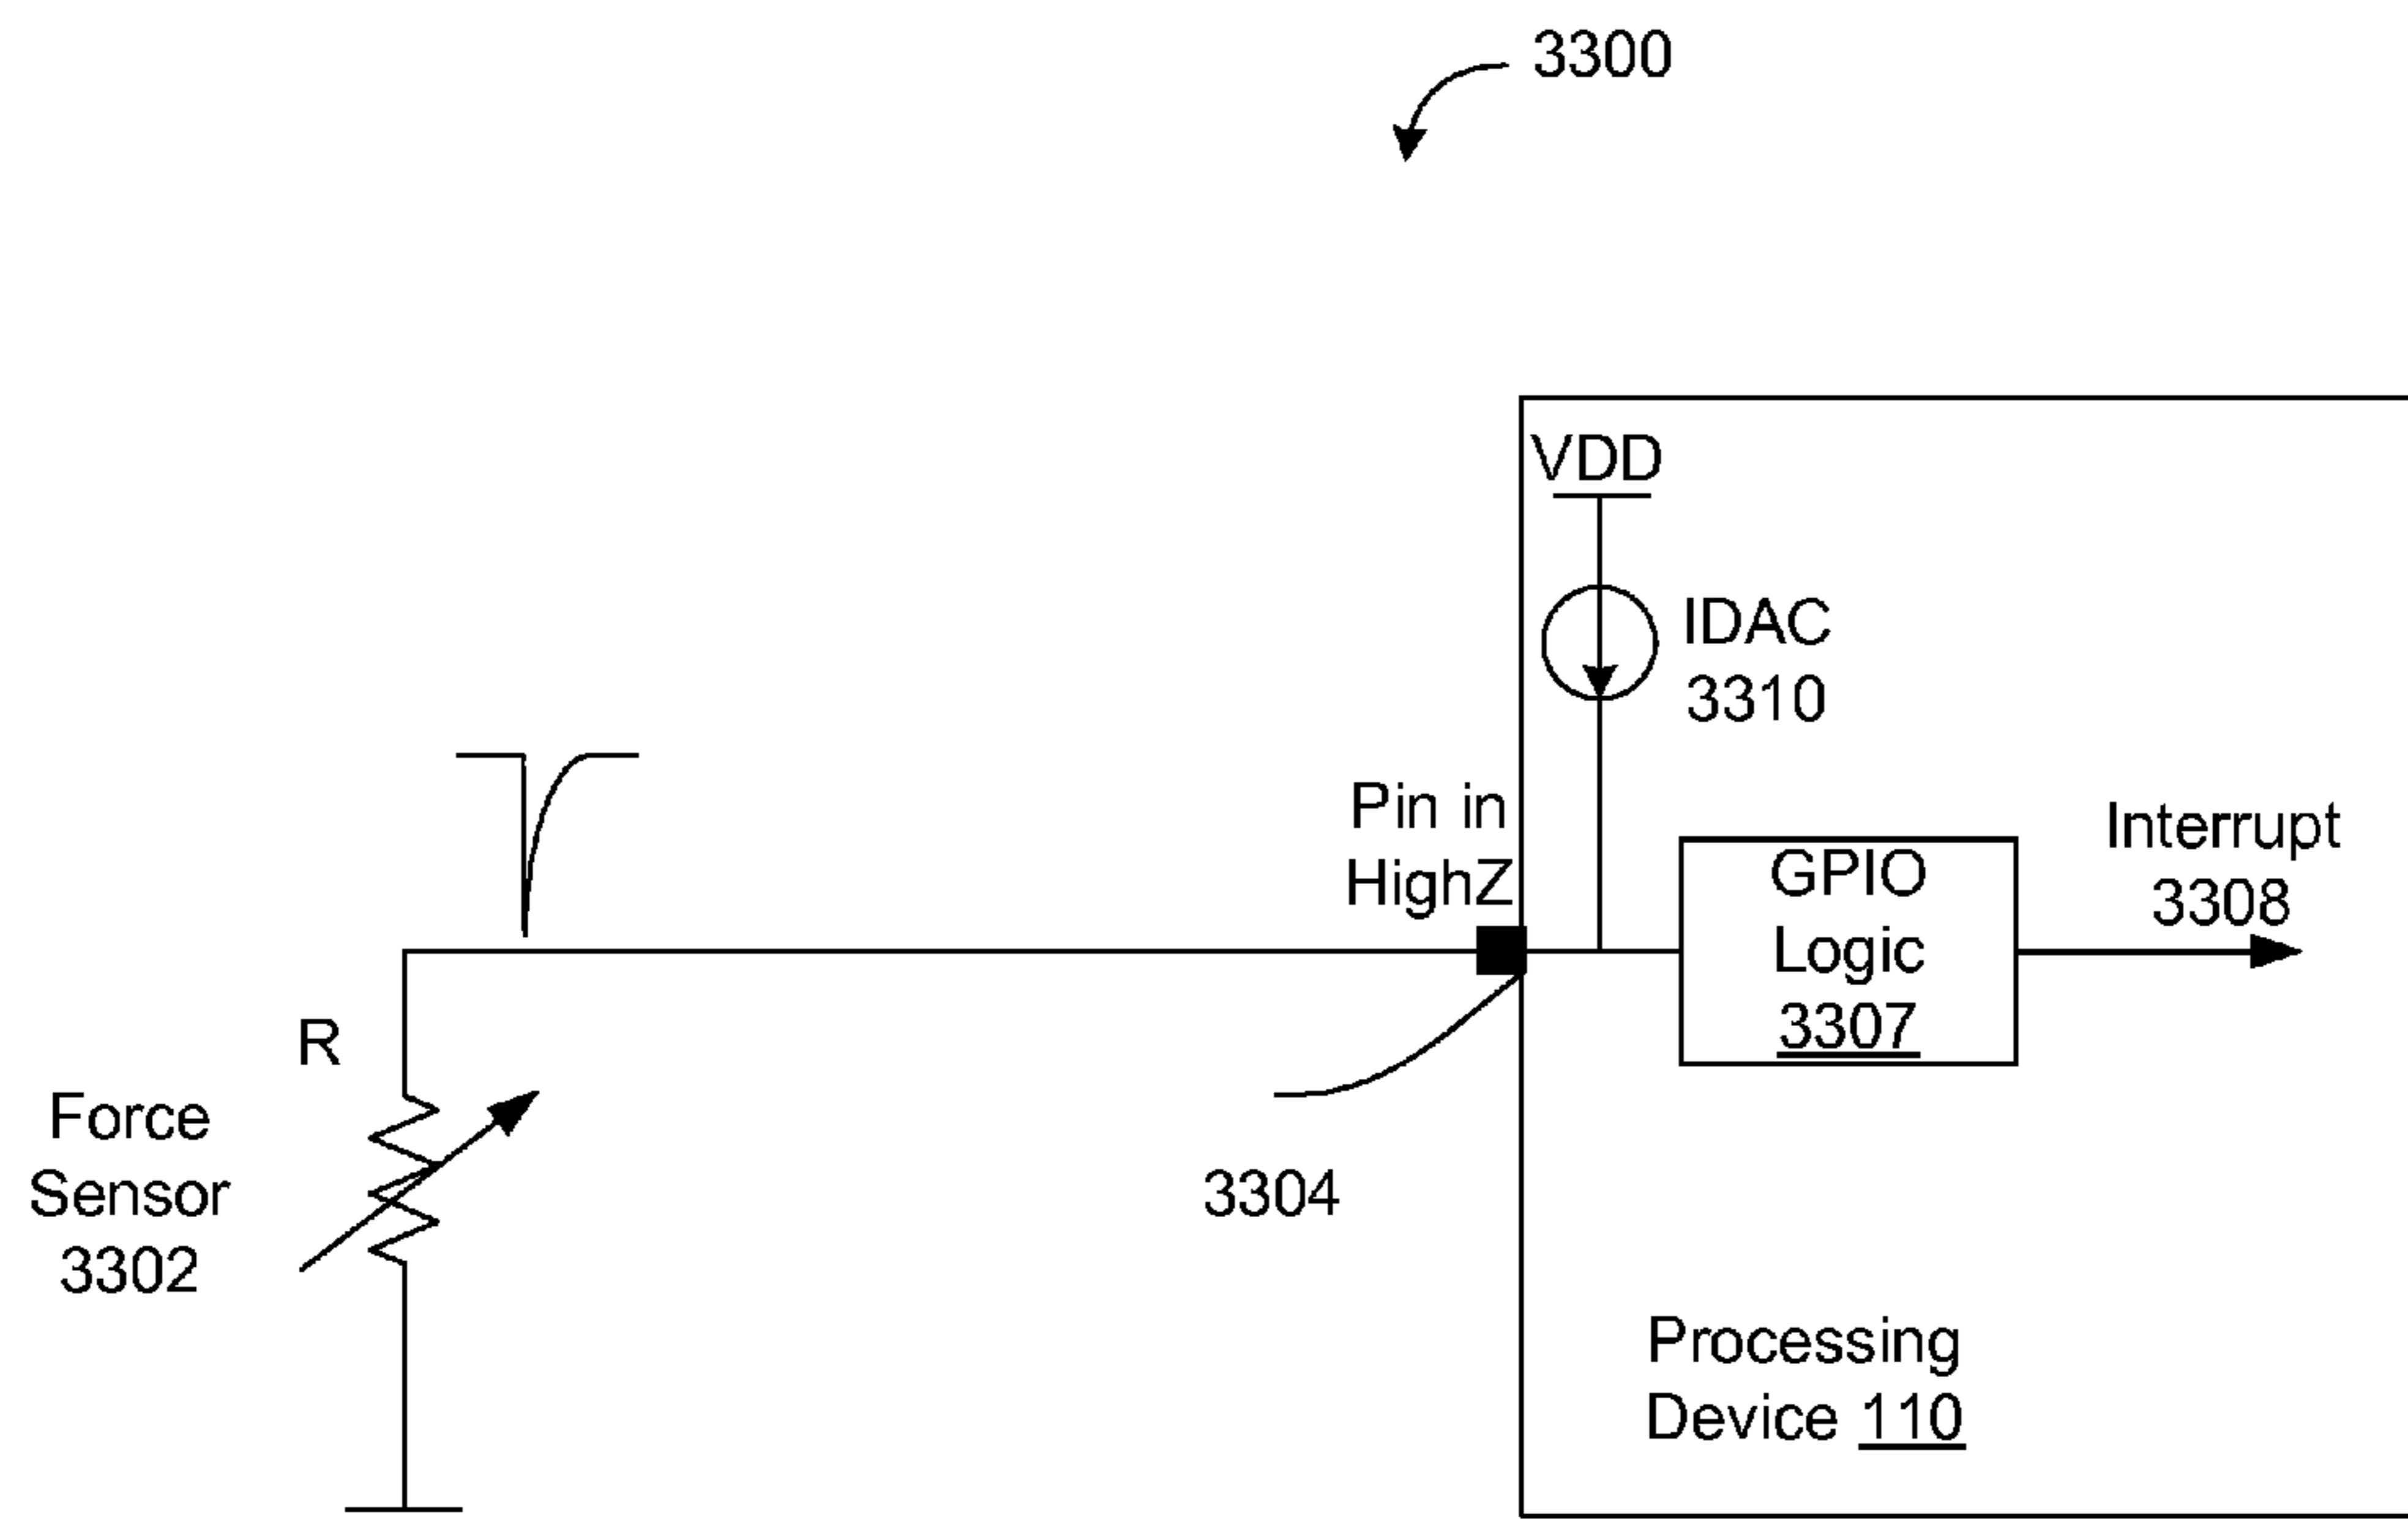 3300
VDD
IDAC
3310
Pin in
HighZ
GPIO
Logic
3307
Interrupt
3308
R
Force
Sensor
3302
3304
Processing
Device 110